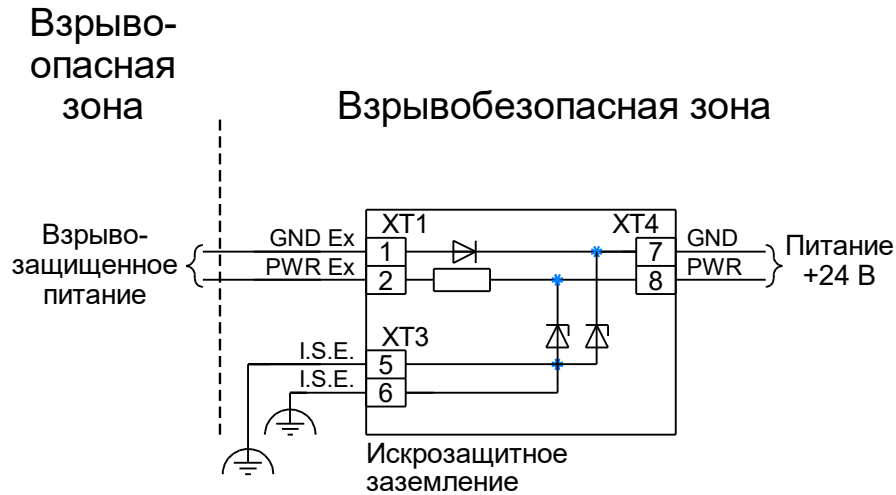 Взрыво-
опасная
зона
Взрывобезопасная зона
Взрыво-
защищенное
питание
GND Ex
PWR Ex
XT1
1
2
XT4
7
8
GND
PWR
Питание
+24 В
XT3
5
6
I.S.E.
I.S.E.
Искрозащитное
заземление